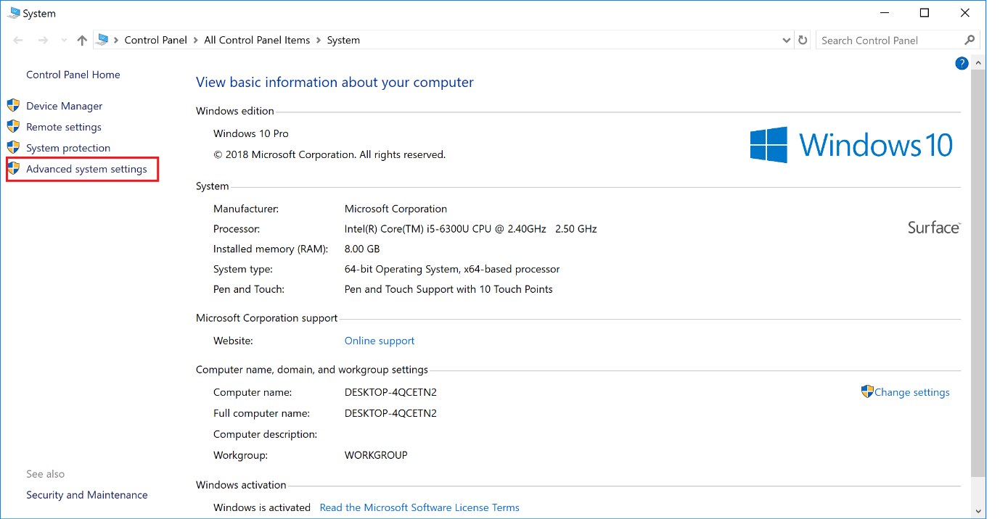 System
Control Panel > All Control Panel Items > System
Search Control Panel
?
Control Panel Home
Device Manager
Remote settings
System protection
Advanced system settings
See also
Security and Maintenance
View basic information about your computer
Windows edition
Windows 10 Pro
© 2018 Microsoft Corporation. All rights reserved.
Windows 10
System
Manufacturer: Microsoft Corporation
Processor: Intel(R) Core(TM) i5-6300U CPU @ 2.40GHz 2.50 GHz
Installed memory (RAM): 8.00 GB
System type: 64-bit Operating System, x64-based processor
Pen and Touch: Pen and Touch Support with 10 Touch Points
Surface™
Microsoft Corporation support
Website: Online support
Computer name, domain, and workgroup settings
Computer name: DESKTOP-4QCETN2
Change settings
Full computer name: DESKTOP-4QCETN2
Computer description:
Workgroup: WORKGROUP
Windows activation
Windows is activated Read the Microsoft Software License Terms